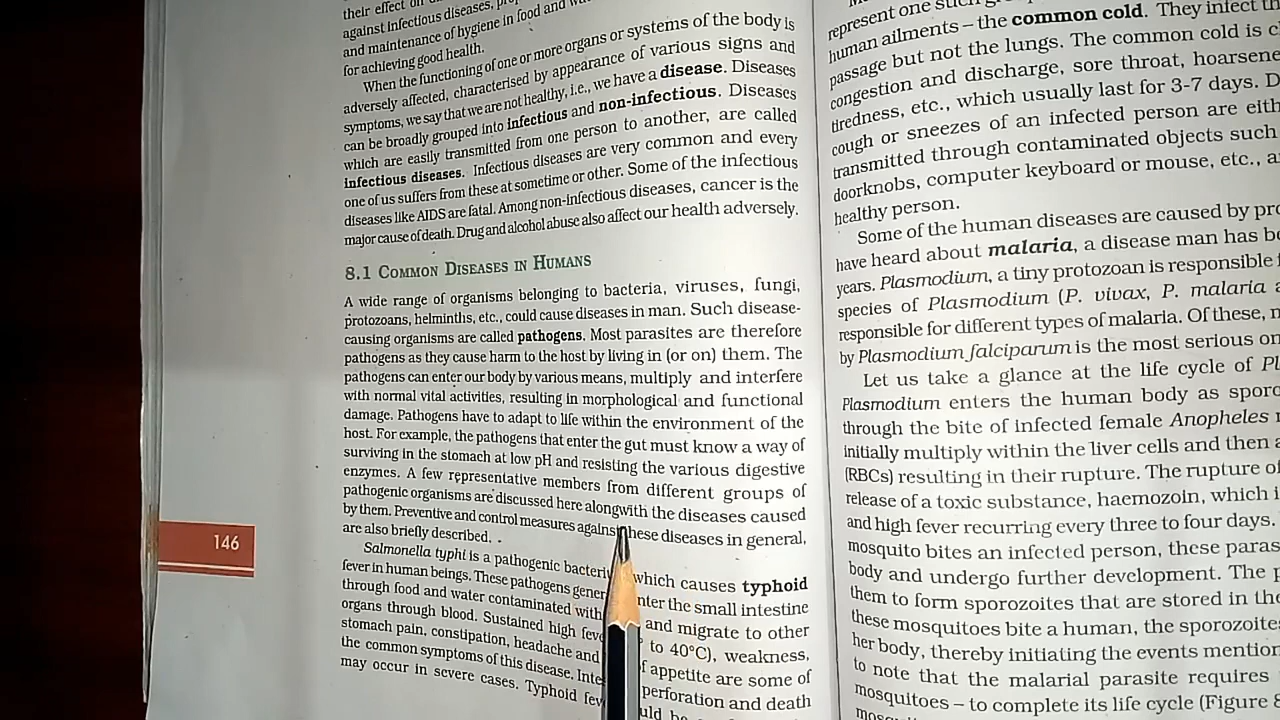 their effect on
against infectious diseases,
and maintenance of hygiene in food and
for achieving good health.
When the functioning of one or more organs or systems of the body is
adversely affected, characterised by appearance of various signs and
symptoms, we say that we are not healthy, i.e., we have a disease. Diseases
can be broadly grouped into infectious and non-infectious. Diseases
which are easily transmitted from one person to another, are called
infectious diseases. Infectious diseases are very common and every
one of us suffers from these at sometime or other. Some of the infectious
diseases like AIDS are fatal. Among non-infectious diseases, cancer is the
major cause of death. Drug and alcohol abuse also affect our health adversely.
8.1 COMMON DISEASES IN HUMANS
A wide range of organisms belonging to bacteria, viruses, fungi,
protozoans, helminths, etc., could cause diseases in man. Such disease-
causing organisms are called pathogens. Most parasites are therefore
pathogens as they cause harm to the host by living in (or on) them. The
pathogens can enter our body by various means, multiply and interfere
with normal vital activities, resulting in morphological and functional
damage. Pathogens have to adapt to life within the environment of the
host. For example, the pathogens that enter the gut must know a way of
surviving in the stomach at low pH and resisting the various digestive
enzymes. A few representative members from different groups of
pathogenic organisms are discussed here alongwith the diseases caused
by them. Preventive and control measures against these diseases in general,
are also briefly described.
Salmonella typhi is a pathogenic which causes typhoid
fever in human beings. These pathogens the small intestine
through food and water contaminated with and migrate to other
organs through blood. Sustained high to 40°C), weakness,
stomach pain, constipation, headache and of appetite are some of
the common symptoms of this disease. perforation and death
may occur in severe cases. Typhoid
146
represent one
human ailments – the common cold. They infect
passage but not the lungs. The common cold is
congestion and discharge, sore throat,
tiredness, etc., which usually last for 3-7 days.
cough or sneezes of an infected person are
transmitted through contaminated objects such
doorknobs, computer keyboard or mouse, etc.,
healthy person.
Some of the human diseases are caused by
have heard about malaria, a disease man has
years. Plasmodium, a tiny protozoan is responsible
species of Plasmodium (P. vivax, P. malaria
responsible for different types of malaria. Of these,
by Plasmodium falciparum is the most serious
Let us take a glance at the life cycle of
Plasmodium enters the human body as
through the bite of infected female Anopheles
initially multiply within the liver cells and then
(RBCs) resulting in their rupture. The rupture of
release of a toxic substance, haemozoin, which
and high fever recurring every three to four days.
mosquito bites an infected person, these
body and undergo further development. The
them to form sporozoites that are stored in
these mosquitoes bite a human, the
her body, thereby initiating the events
to note that the malarial parasite requires
mosquitoes – to complete its life cycle (Figure